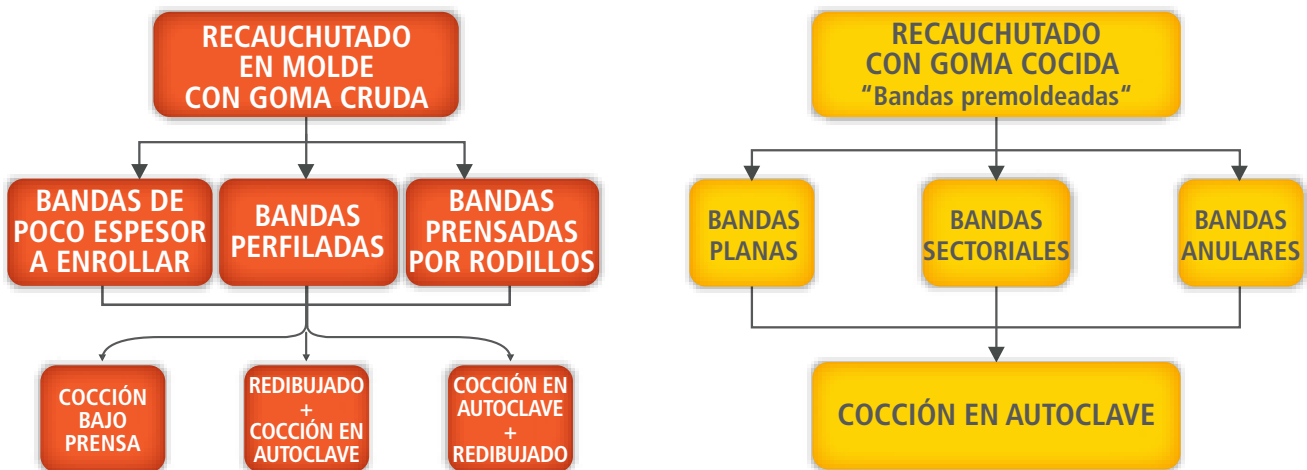 RECAUCHUTADO
EN MOLDE
CON GOMA CRUDA
BANDAS DE
POCO ESPESOR
A ENROLLAR
BANDAS
PERFILADAS
BANDAS
PRENSADAS
POR RODILLOS
COCCIÓN
BAJO
PRENSA
REDIBUJADO
+
COCCIÓN EN
AUTOCLAVE
COCCIÓN EN
AUTOCLAVE
+
REDIBUJADO
RECAUCHUTADO
CON GOMA COCIDA
“Bandas premoldeadas“
BANDAS
PLANAS
BANDAS
SECTORIALES
BANDAS
ANULARES
COCCIÓN EN AUTOCLAVE